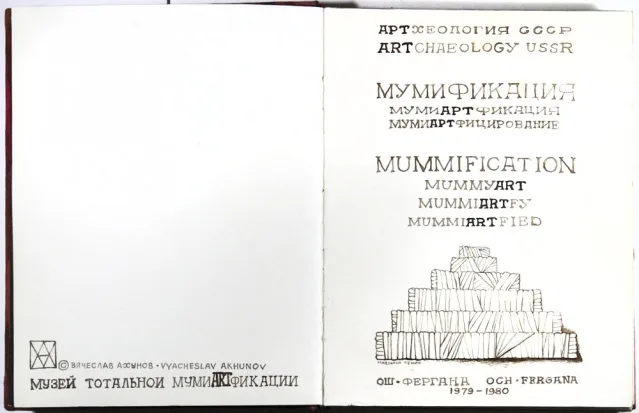 © ВЯЧЕСЛАВ АХУНОВ • VYACHESLAV AKHUNOV
МУЗЕЙ ТОТАЛЬНОЙ МУМИАRTФИКАЦИИ
АРТХЕОЛОГИЯ СССР
ARTCHAEOLOGY USSR
МУМИФИКАЦИЯ
МУМИАРТФИКАЦИЯ
МУМИАРТФИЦИРОВАНИЕ
MUMMIFICATION
MUMMYART
MUMMIARTFY
MUMMIARTFIED
ОШ • ФЕРГАНА OCH • FERGANA
1979 – 1980